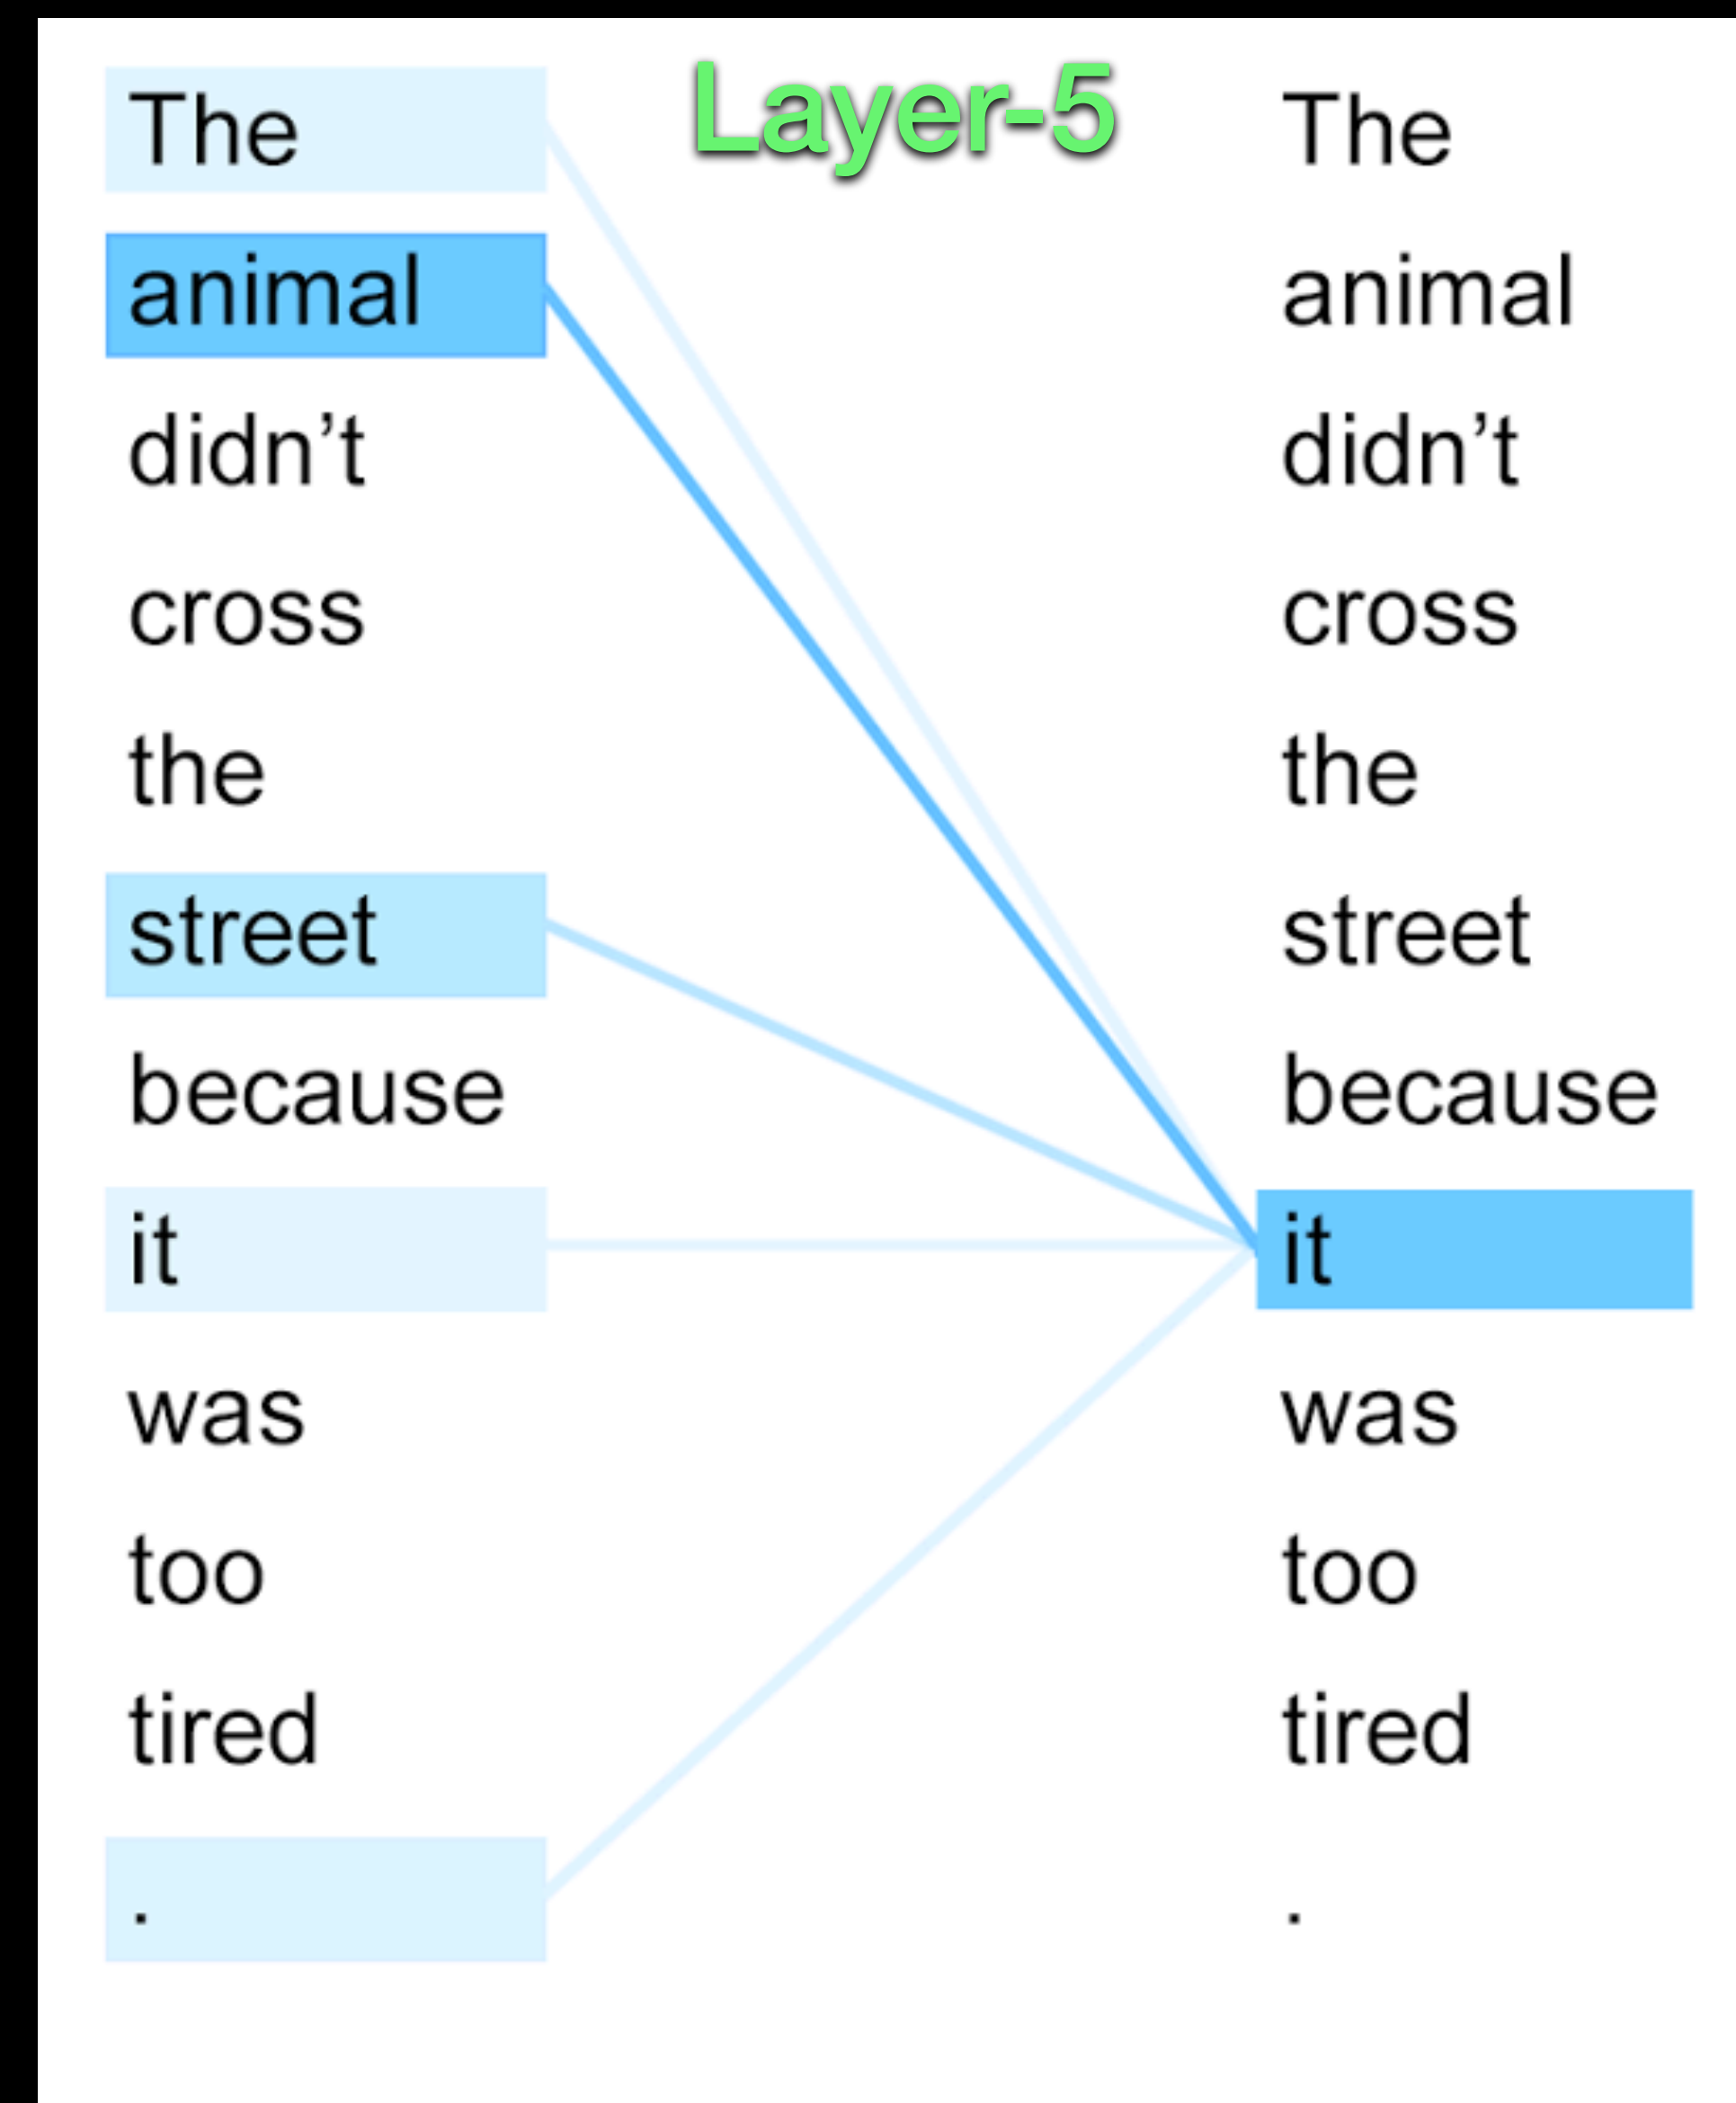 Layer-5
The
animal
didn’t
cross
the
street
because
it
was
too
tired
.
The
animal
didn’t
cross
the
street
because
it
was
too
tired
.